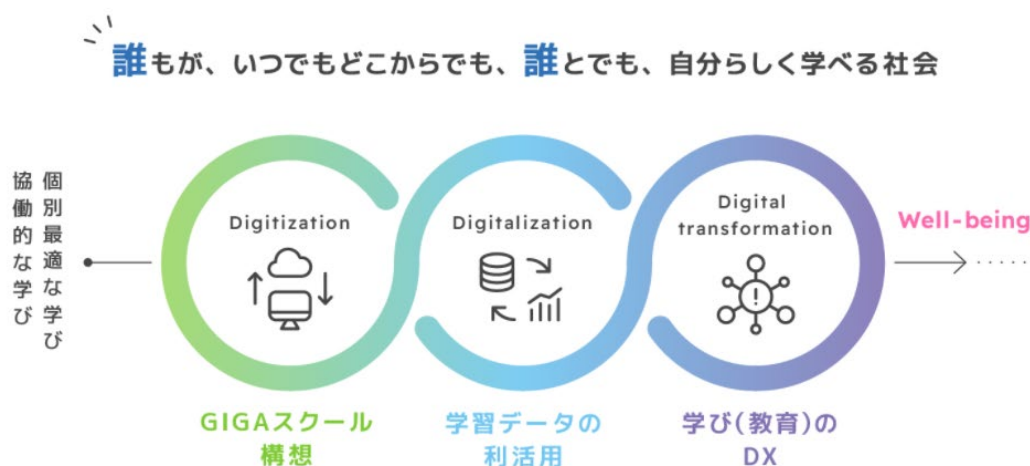 誰もが、いつでもどこからでも、誰とでも、自分らしく学べる社会
個別最適な学び
協働的な学び
Digitization
Digitalization
Digital
transformation
Well-being
GIGAスクール
構想
学習データの
利活用
学び(教育)の
DX